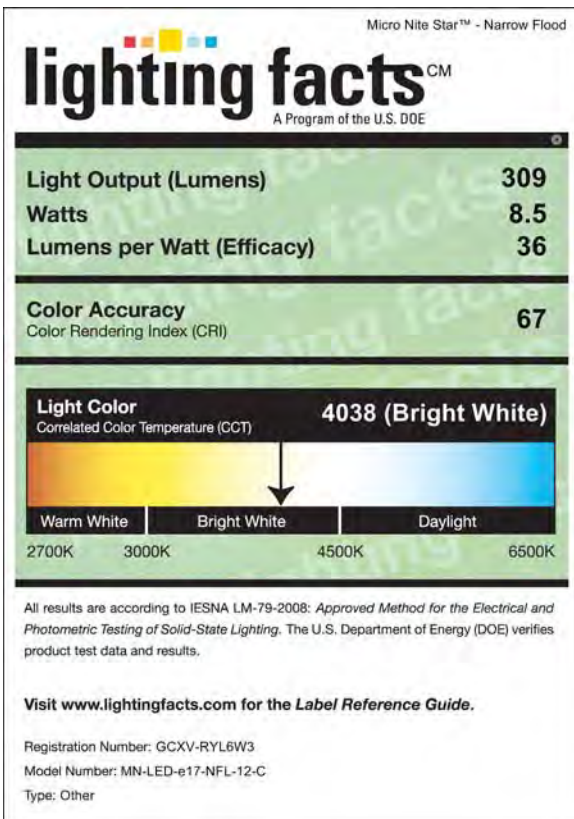 Micro Nite Star™ - Narrow Flood
lighting facts CM
A Program of the U.S. DOE
Light Output (Lumens) 309
Watts 8.5
Lumens per Watt (Efficacy) 36
Color Accuracy
Color Rendering Index (CRI) 67
Light Color
Correlated Color Temperature (CCT) 4038 (Bright White)
Warm White Bright White Daylight
2700K 3000K 4500K 6500K
All results are according to IESNA LM-79-2008: Approved Method for the Electrical and
Photometric Testing of Solid-State Lighting. The U.S. Department of Energy (DOE) verifies
product test data and results.
Visit www.lightingfacts.com for the Label Reference Guide.
Registration Number: GCXV-RYL6W3
Model Number: MN-LED-e17-NFL-12-C
Type: Other